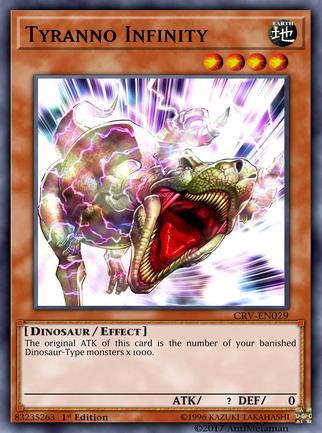 Tyranno Infinity
EARTH
地
CRV-EN029
[Dinosaur/Effect]
The original ATK of this card is the number of your banished
Dinosaur-Type monsters x 1000.
ATK/ ? DEF/ 0
83235263 1st Edition ©1996 KAZUKI TAKAHASHI
©2017 AntiMetaman